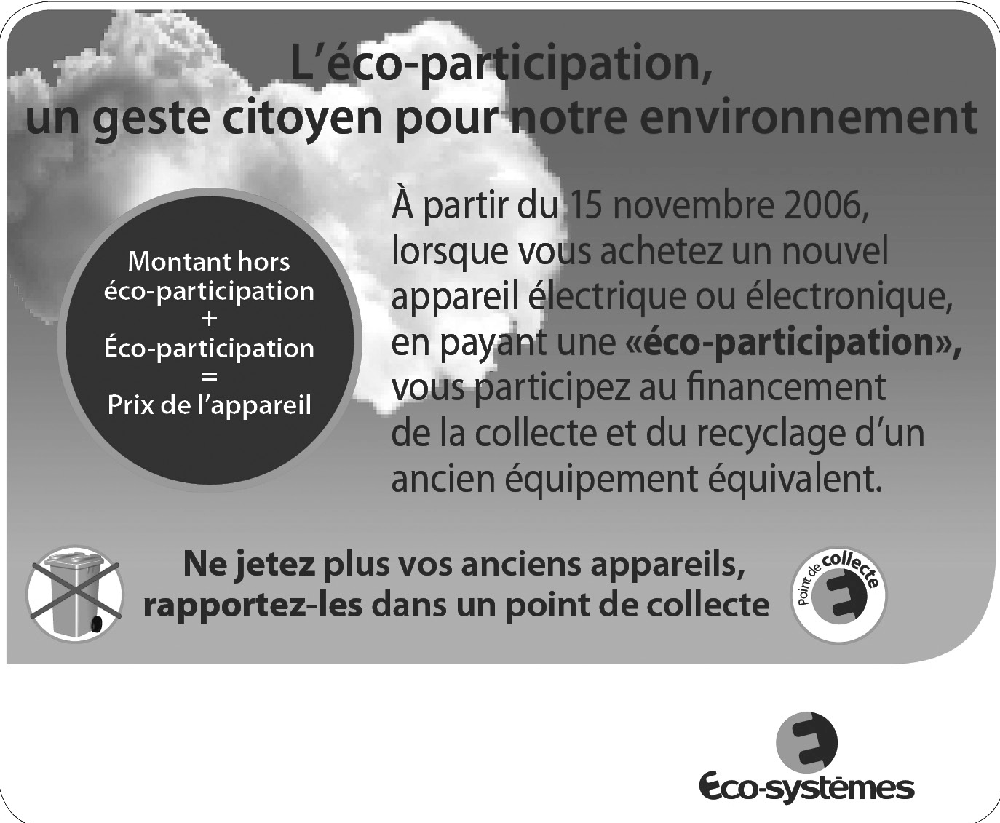 L’éco-participation,
un geste citoyen pour notre environnement
Montant hors
éco-participation
+
Éco-participation
=
Prix de l’appareil
À partir du 15 novembre 2006,
lorsque vous achetez un nouvel
appareil électrique ou électronique,
en payant une «éco-participation»,
vous participez au financement
de la collecte et du recyclage d’un
ancien équipement équivalent.
Ne jetez plus vos anciens appareils,
rapportez-les dans un point de collecte
Point de collecte
Éco-systèmes